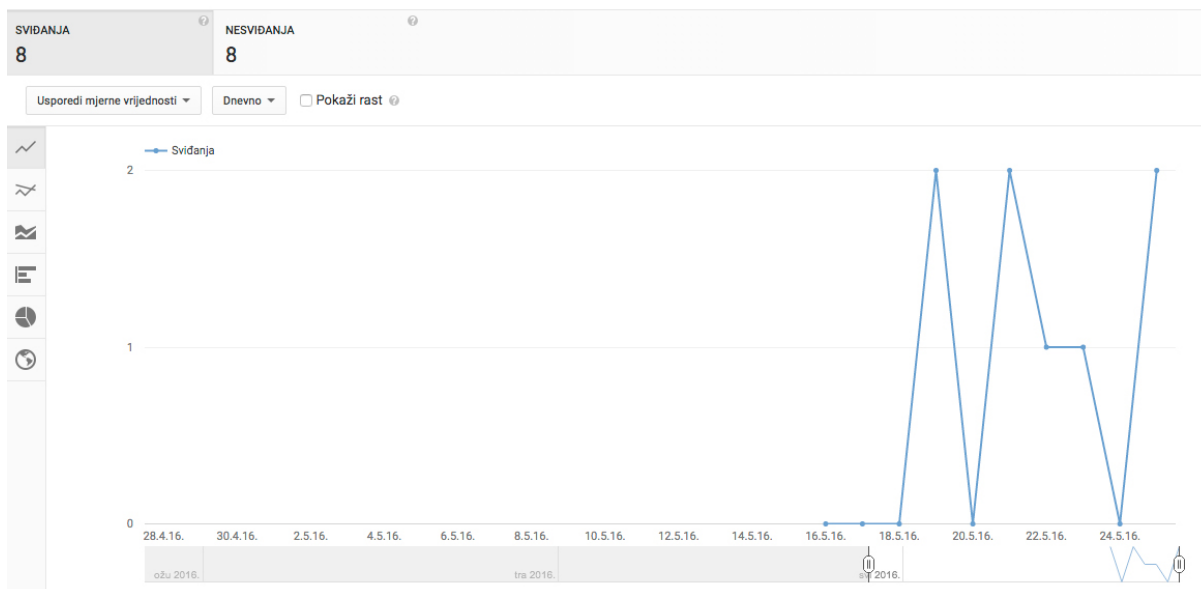 SVIĐANJA
8
NESVIĐANJA
8
Usporedi mjerne vrijednosti
Dnevno
Pokaži rast
Sviđanja
2
1
0
28.4.16. 30.4.16. 2.5.16. 4.5.16. 6.5.16. 8.5.16. 10.5.16. 12.5.16. 14.5.16. 16.5.16. 18.5.16. 20.5.16. 22.5.16. 24.5.16.
ožu 2016. tra 2016. svi 2016.